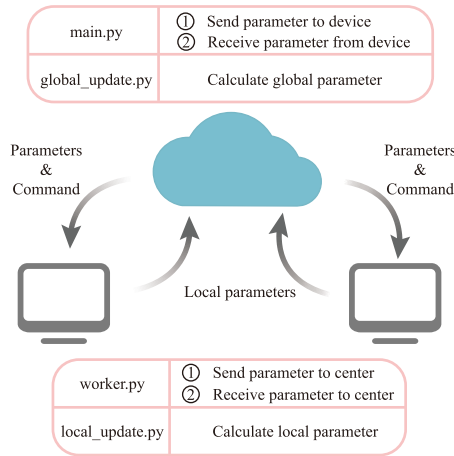 main.py
① Send parameter to device
② Receive parameter from device
global_update.py
Calculate global parameter
Parameters
&
Command
Parameters
&
Command
Local parameters
worker.py
① Send parameter to center
② Receive parameter to center
local_update.py
Calculate local parameter